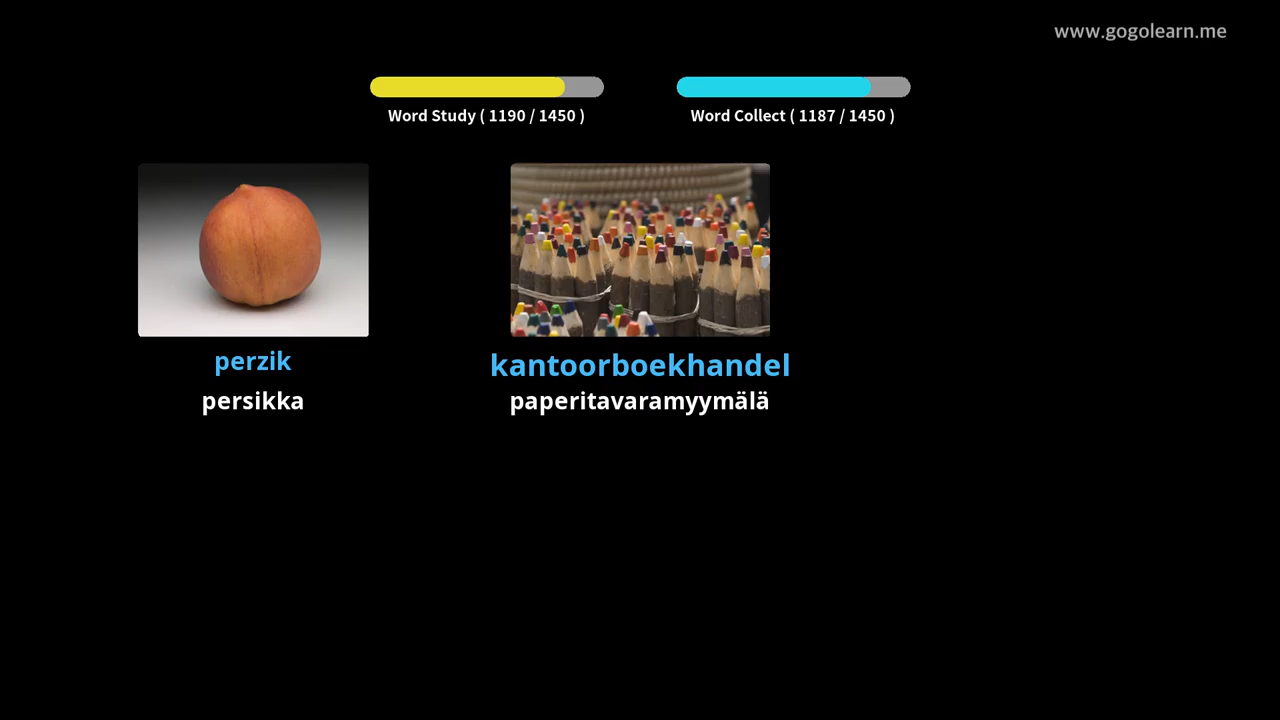 www.gogolearn.me
Word Study ( 1190 / 1450 )
Word Collect ( 1187 / 1450 )
perzik
persikka
kantoorboekhandel
paperitavaramyymälä